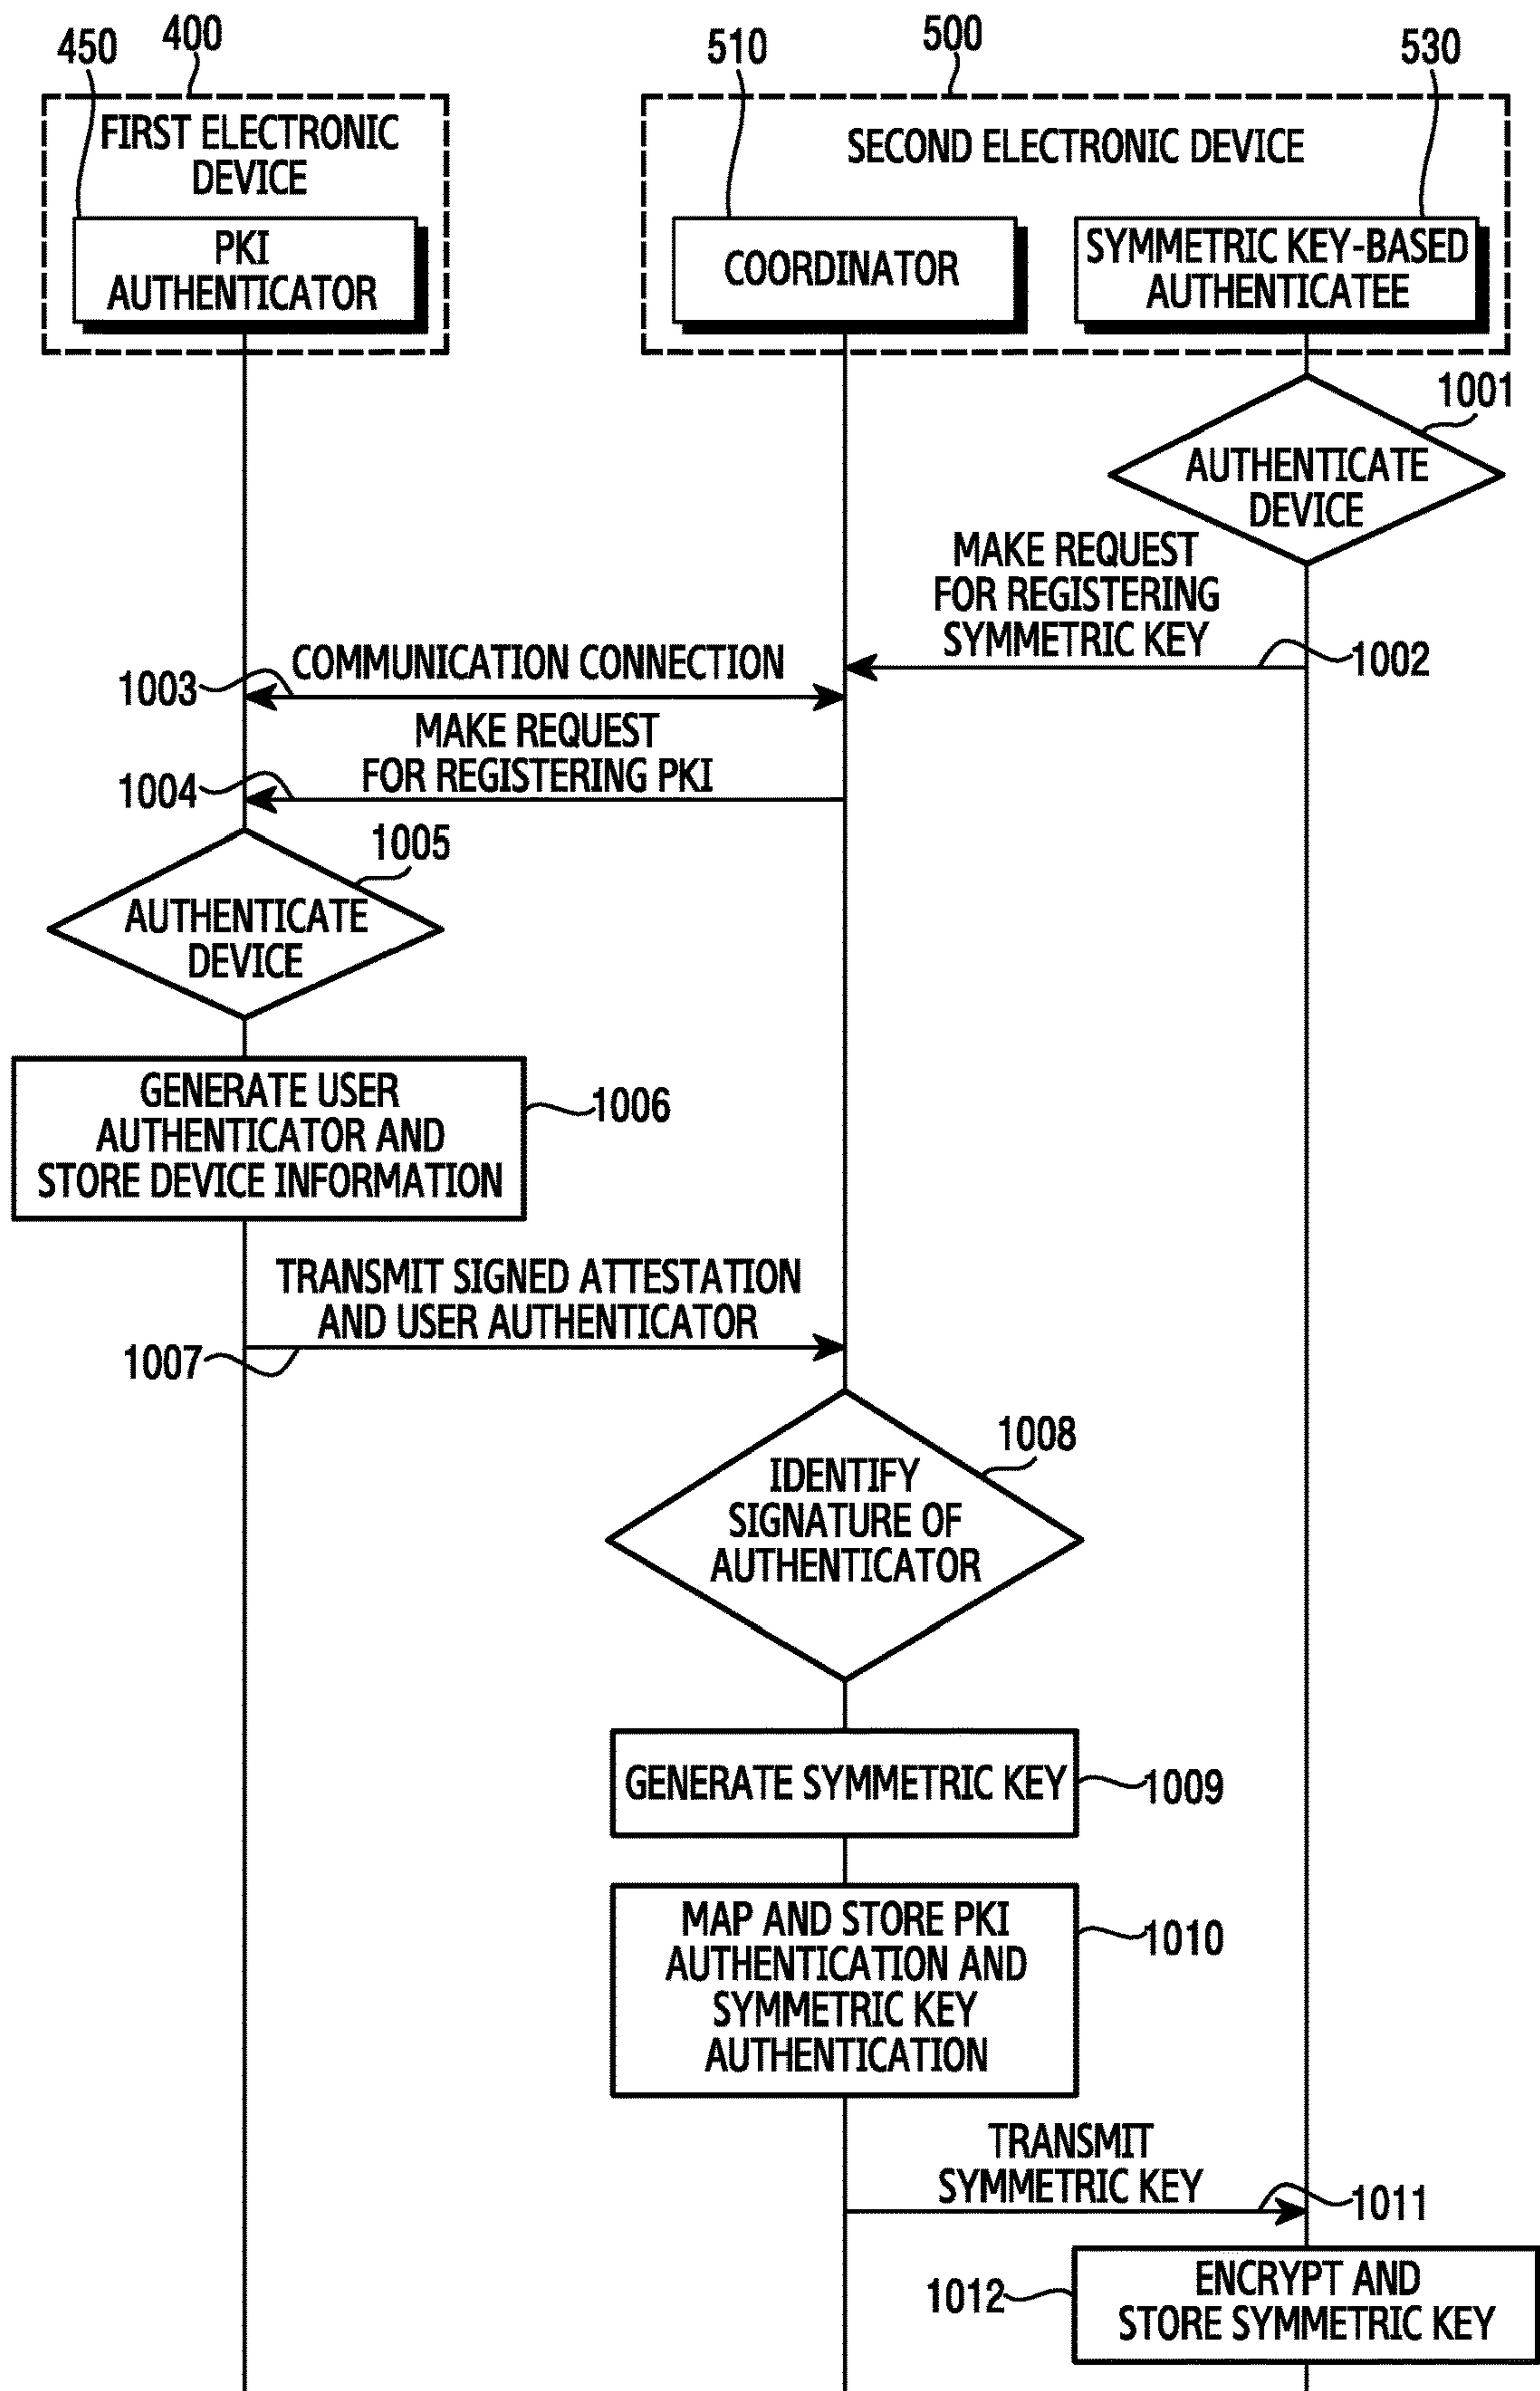 450
400
510
500
530
FIRST ELECTRONIC
DEVICE
SECOND ELECTRONIC DEVICE
PKI
AUTHENTICATOR
COORDINATOR
SYMMETRIC KEY-BASED
AUTHENTICATEE
1001
AUTHENTICATE
DEVICE
MAKE REQUEST
FOR REGISTERING
SYMMETRIC KEY
1002
COMMUNICATION CONNECTION
1003
MAKE REQUEST
FOR REGISTERING PKI
1004
1005
AUTHENTICATE
DEVICE
GENERATE USER
AUTHENTICATOR AND
STORE DEVICE INFORMATION
1006
TRANSMIT SIGNED ATTESTATION
AND USER AUTHENTICATOR
1007
1008
IDENTIFY
SIGNATURE OF
AUTHENTICATOR
GENERATE SYMMETRIC KEY
1009
MAP AND STORE PKI
AUTHENTICATION AND
SYMMETRIC KEY
AUTHENTICATION
1010
TRANSMIT
SYMMETRIC KEY
1011
1012
ENCRYPT AND
STORE SYMMETRIC KEY